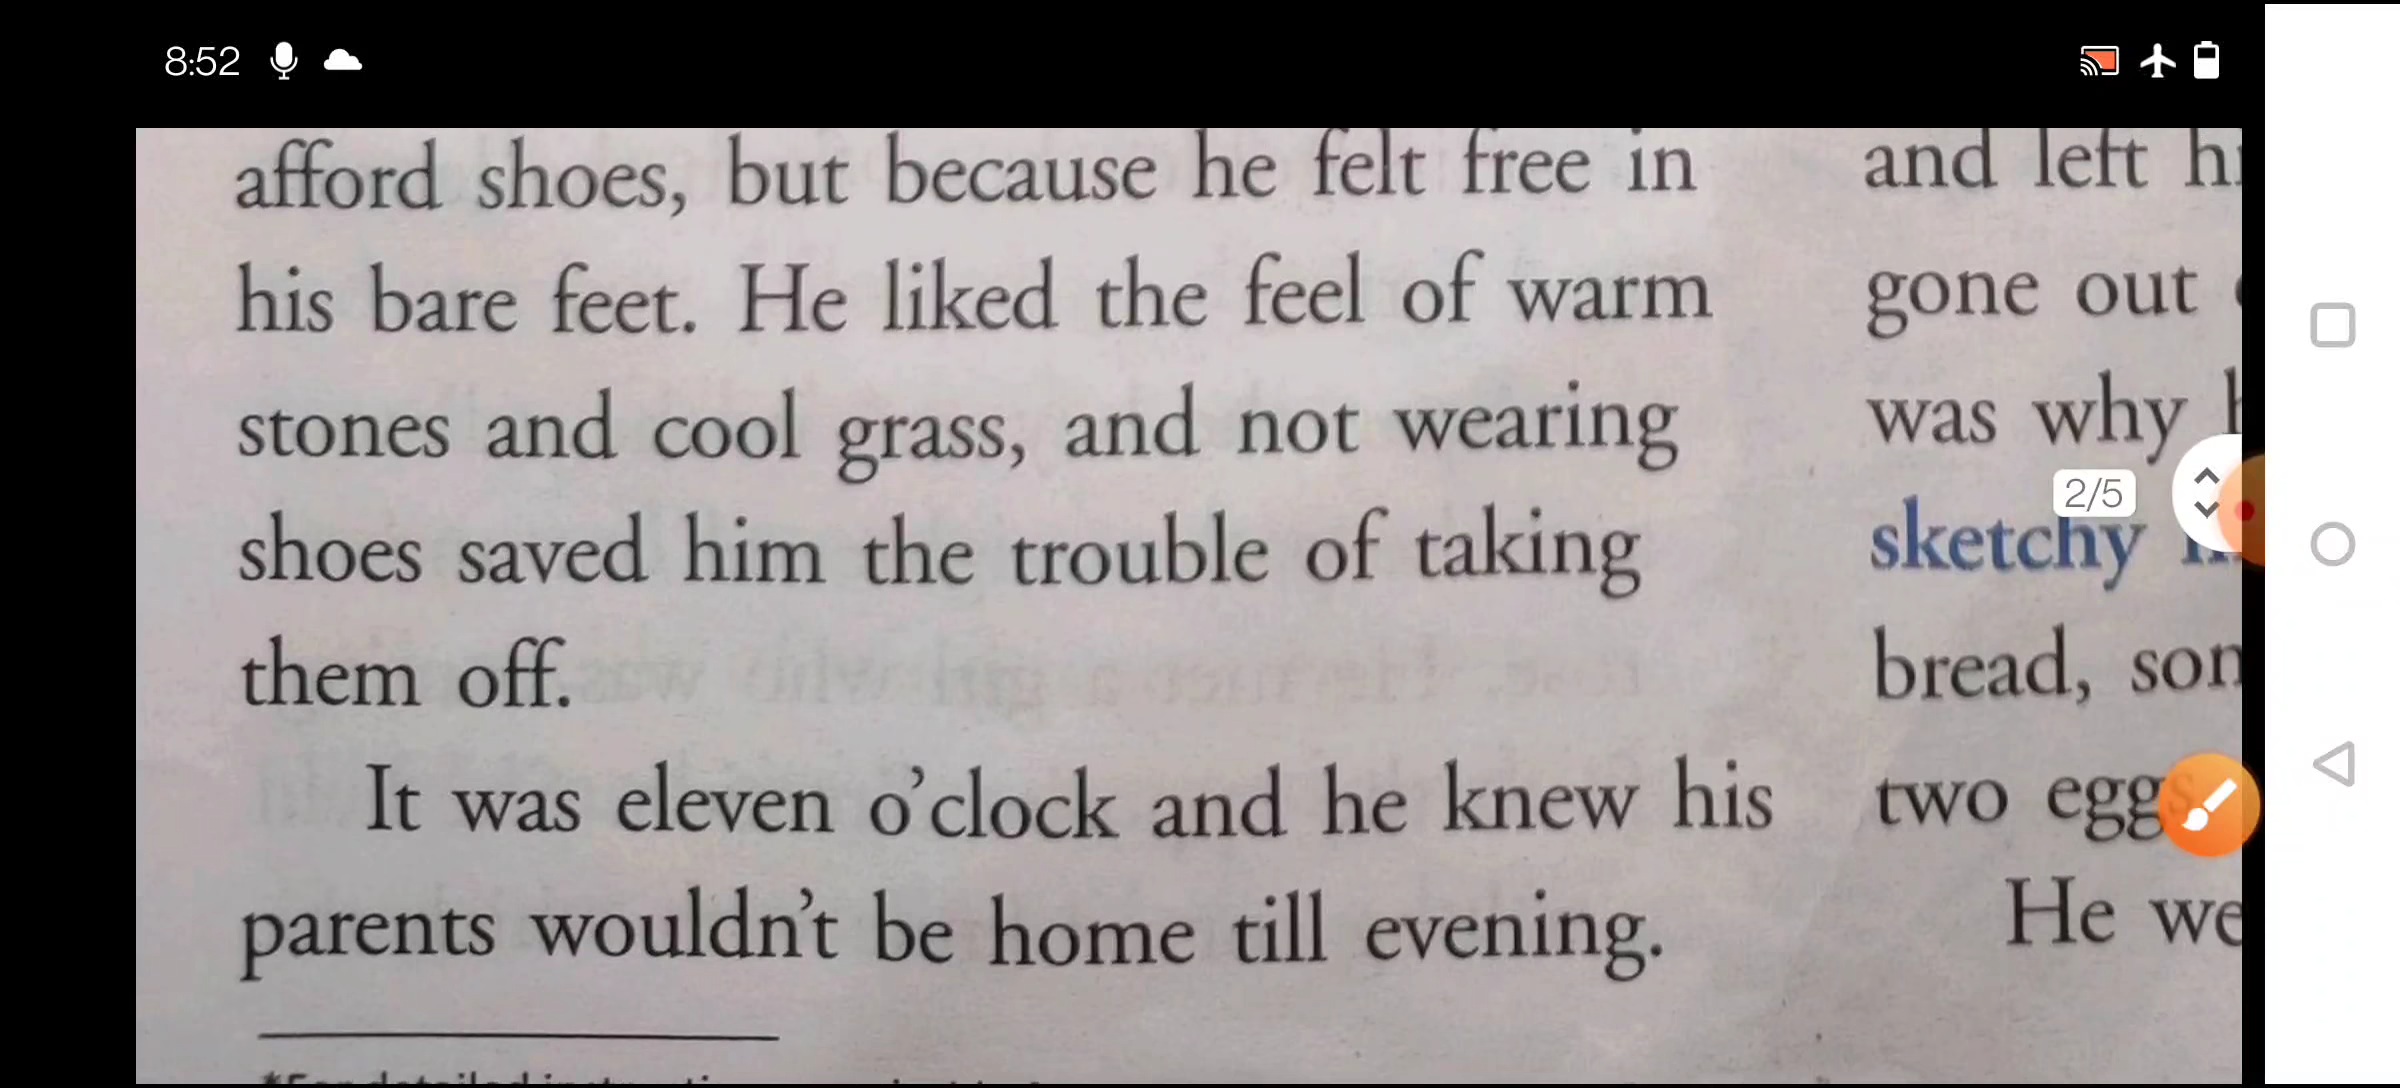 8:52
afford shoes, but because he felt free in
his bare feet. He liked the feel of warm
stones and cool grass, and not wearing
shoes saved him the trouble of taking
them off.
It was eleven o'clock and he knew his
parents wouldn't be home till evening.
and left
gone out
was why
sketchy
bread,
two eggs
He
2/5